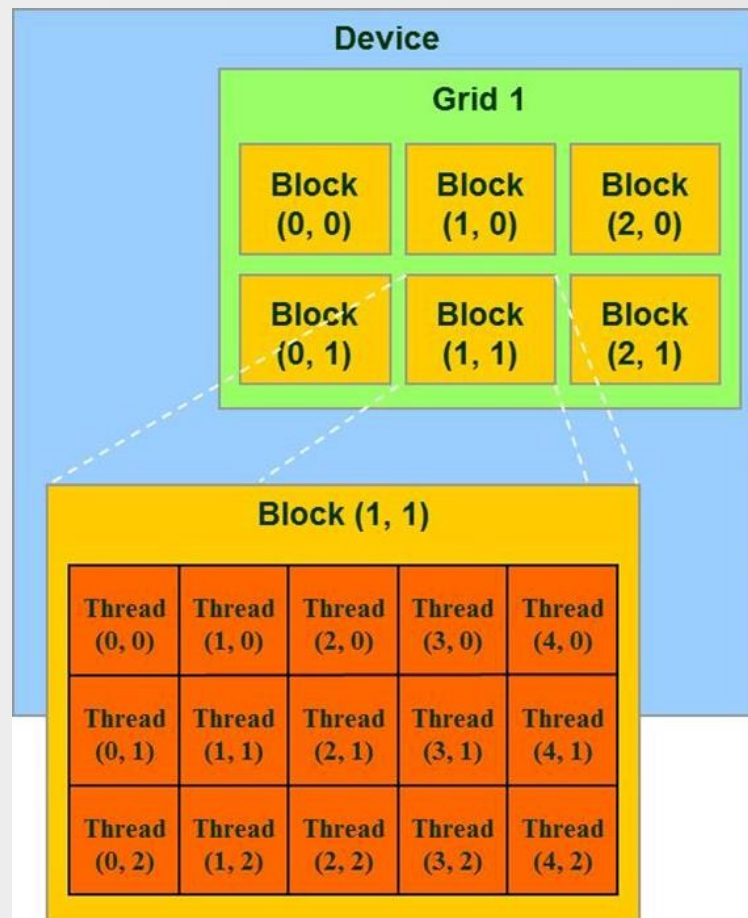 Device
Grid 1
Block Block Block
(0, 0) (1, 0) (2, 0)
Block Block Block
(0, 1) (1, 1) (2, 1)
Block (1, 1)
Thread Thread Thread Thread Thread
(0, 0) (1, 0) (2, 0) (3, 0) (4, 0)
Thread Thread Thread Thread Thread
(0, 1) (1, 1) (2, 1) (3, 1) (4, 1)
Thread Thread Thread Thread Thread
(0, 2) (1, 2) (2, 2) (3, 2) (4, 2)